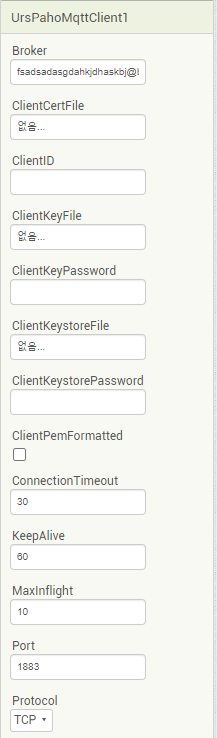 UrsPahoMqttClient1
Broker
fsadsadasgdahkjdhaskbj@l
ClientCertFile
없음...
ClientID
ClientKeyFile
없음...
ClientKeyPassword
ClientKeystoreFile
없음...
ClientKeystorePassword
ClientPemFormatted
ConnectionTimeout
30
KeepAlive
60
MaxInflight
10
Port
1883
Protocol
TCP